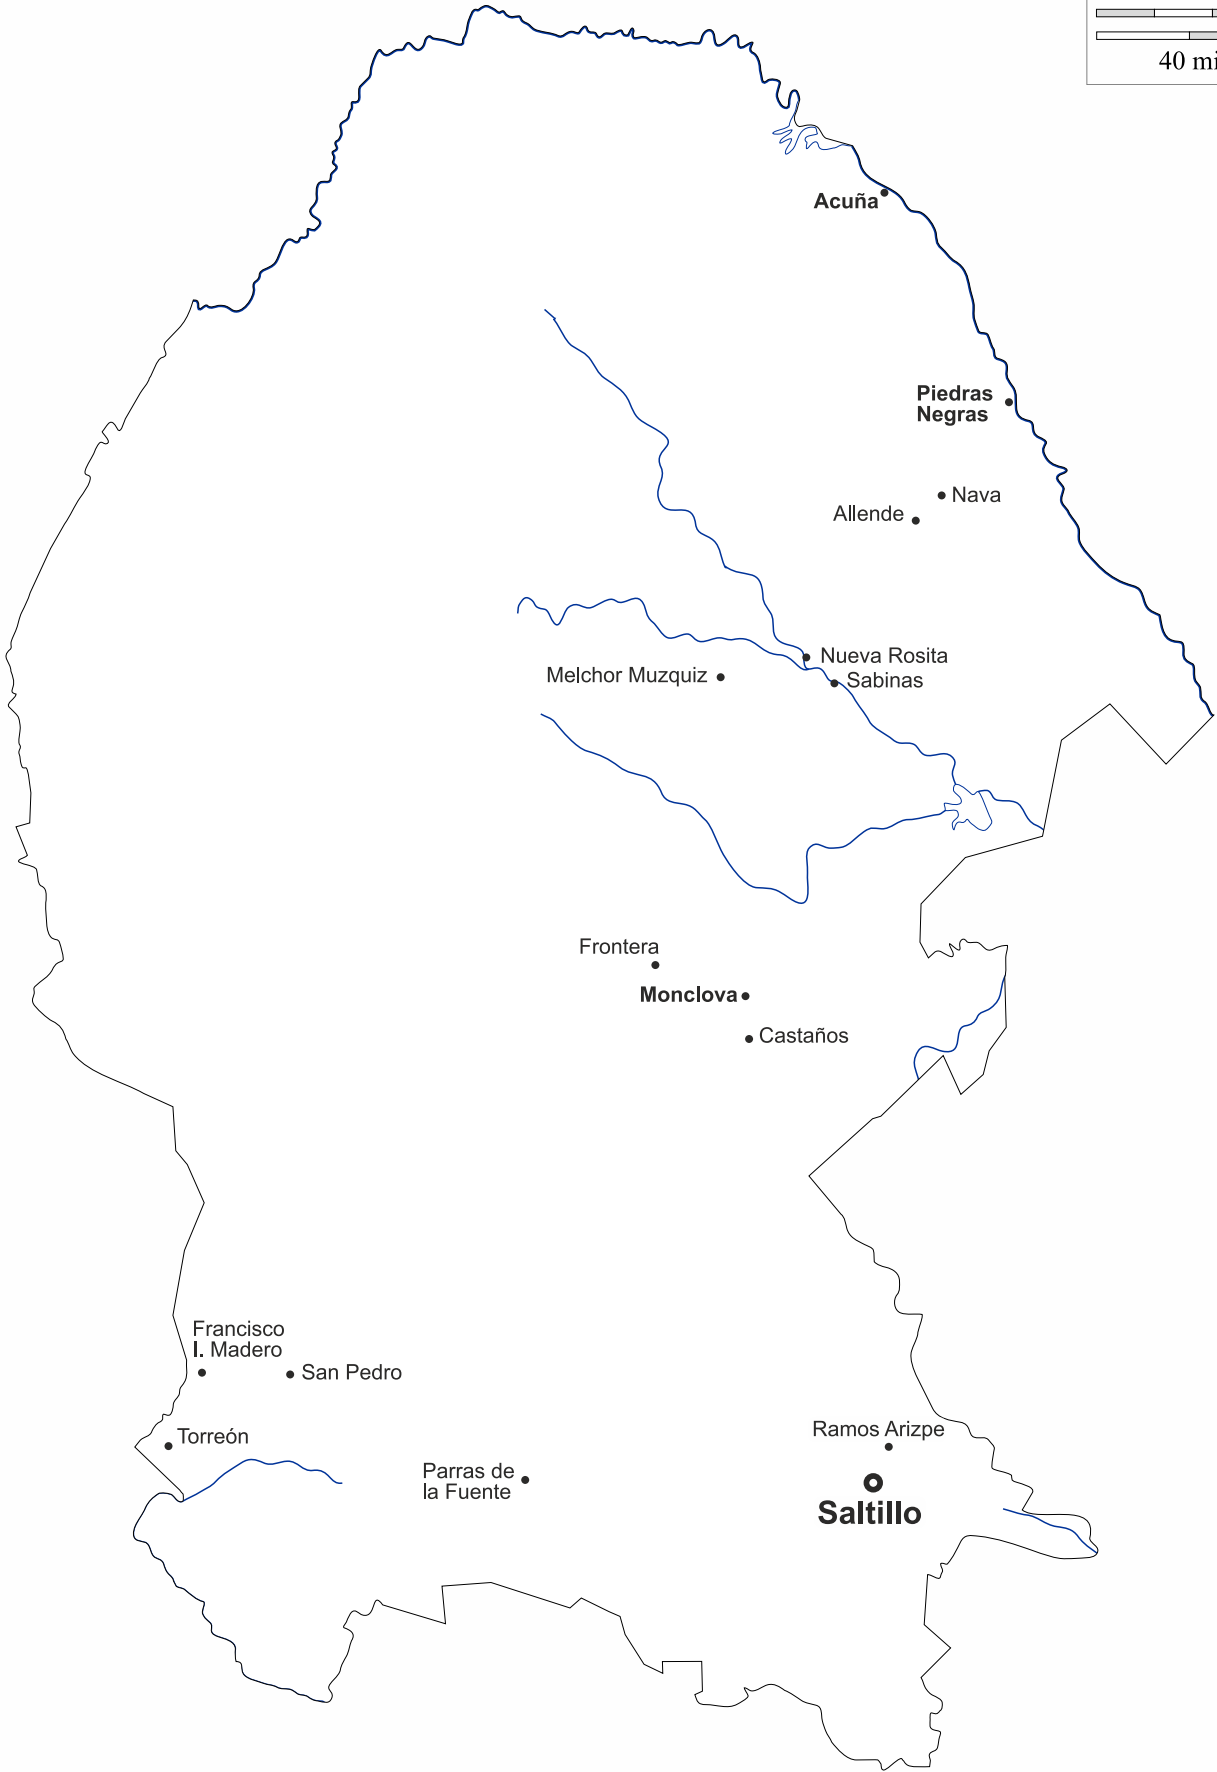 40 mi
Acuña
Piedras
Negras
Nava
Allende
Nueva Rosita
Melchor Muzquiz
Sabinas
Frontera
Monclova
Castaños
Francisco
I. Madero
San Pedro
Torreón
Ramos Arizpe
Parras de
la Fuente
Saltillo